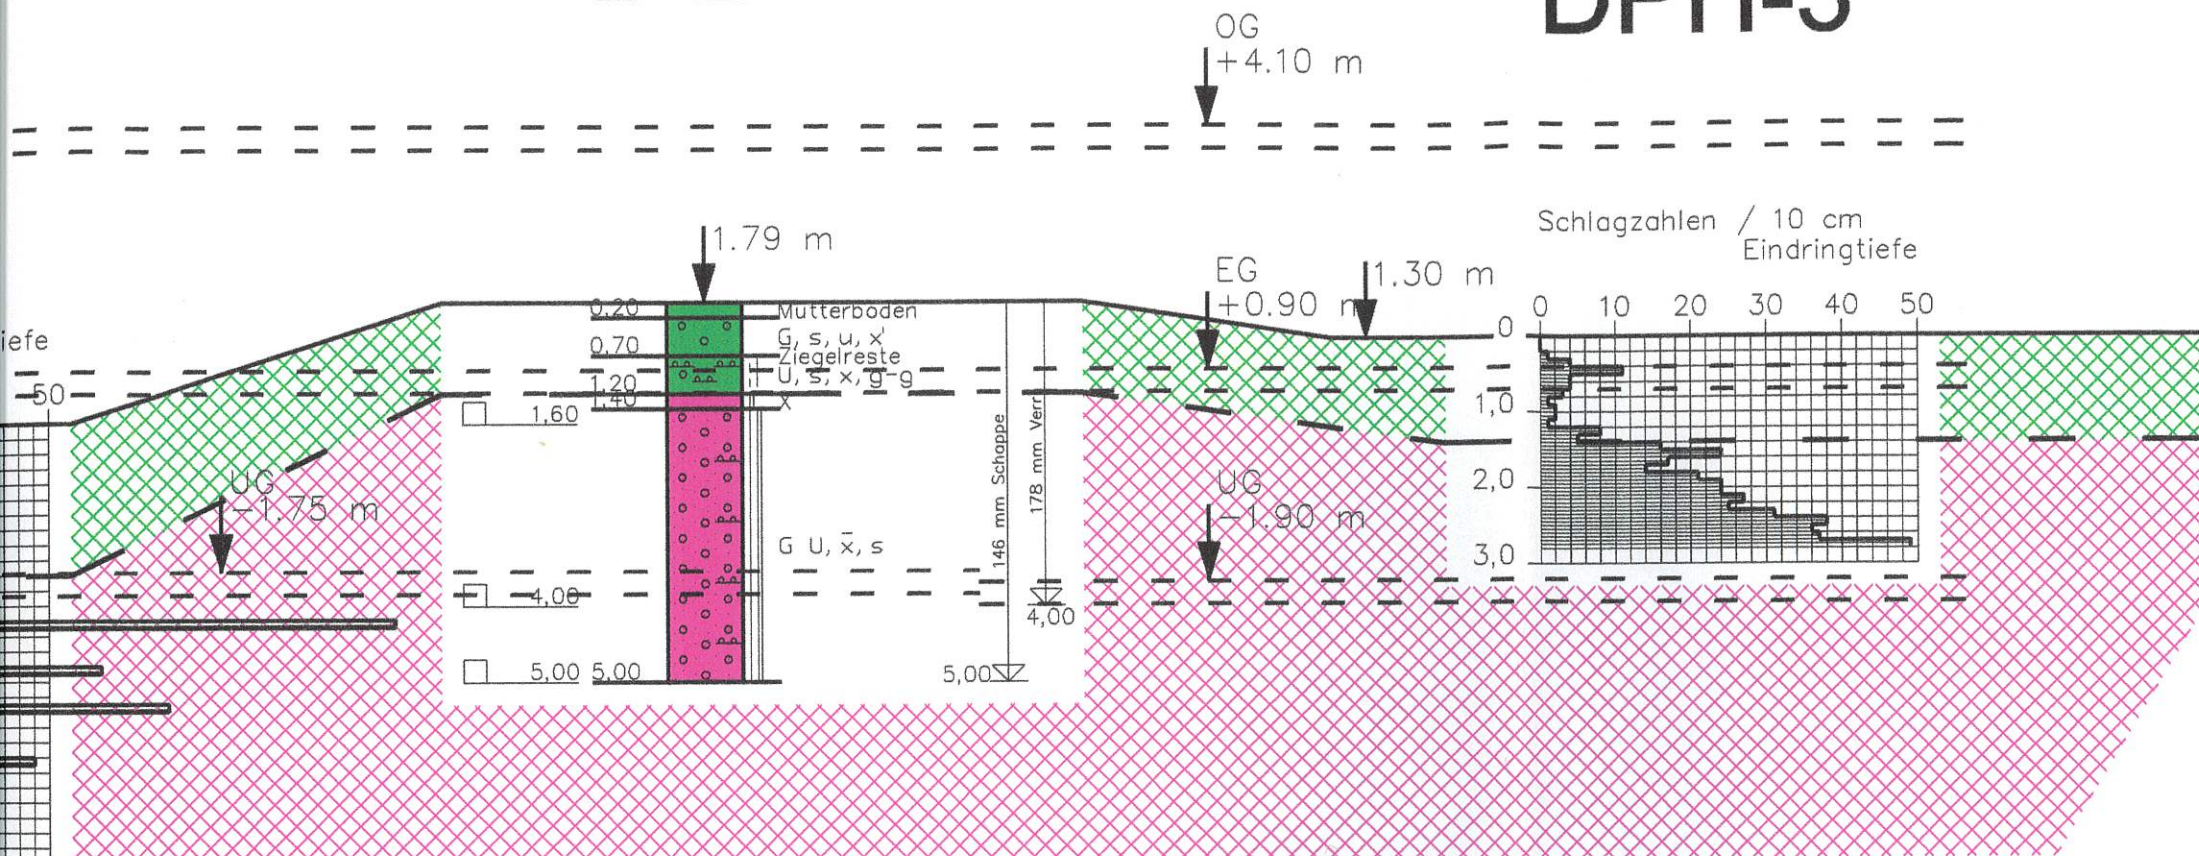 DPH-3
OG
+4.10 m
Schlagzahlen / 10 cm
Eindringtiefe
1.79 m
EG
+0.90 m
1.30 m
0 10 20 30 40 50
0
1,0
2,0
3,0
iefe
50
0,20
Mutterboden
G, s, u, x'
0,70
Ziegelreste
U, s, x, g-g
1,20
1,40
x
1,60
UG
-1.75 m
G U, x̄, s
146 mm Schappe
178 mm Verr
UG
-1.90 m
4,00
4,00
5,00 5,00
5,00